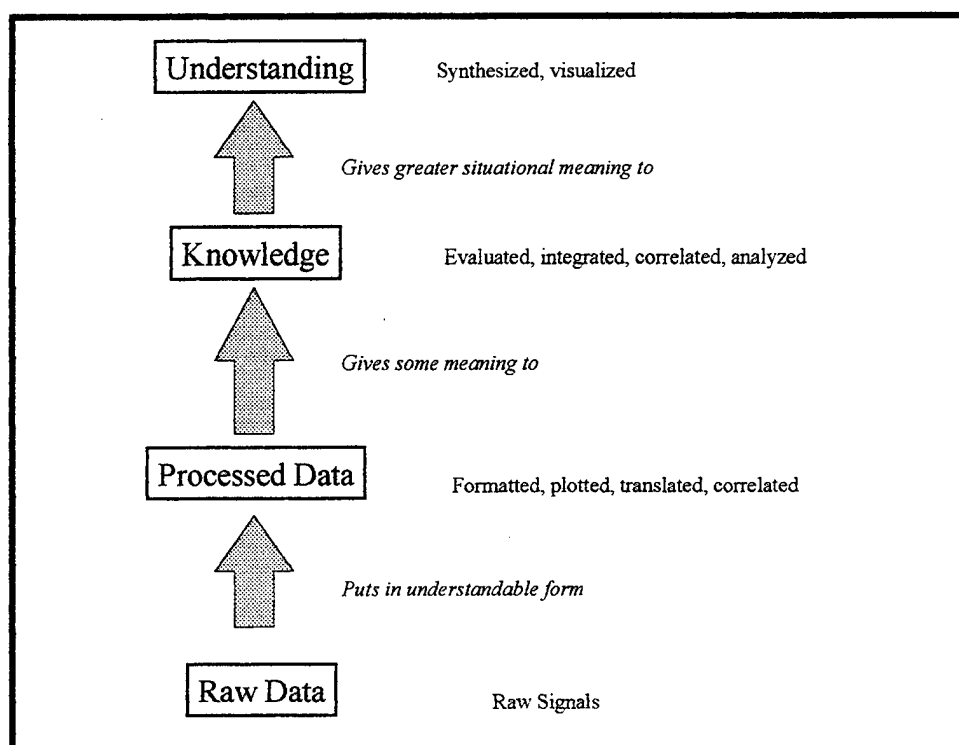 Understanding
Synthesized, visualized
Gives greater situational meaning to
Knowledge
Evaluated, integrated, correlated, analyzed
Gives some meaning to
Processed Data
Formatted, plotted, translated, correlated
Puts in understandable form
Raw Data
Raw Signals